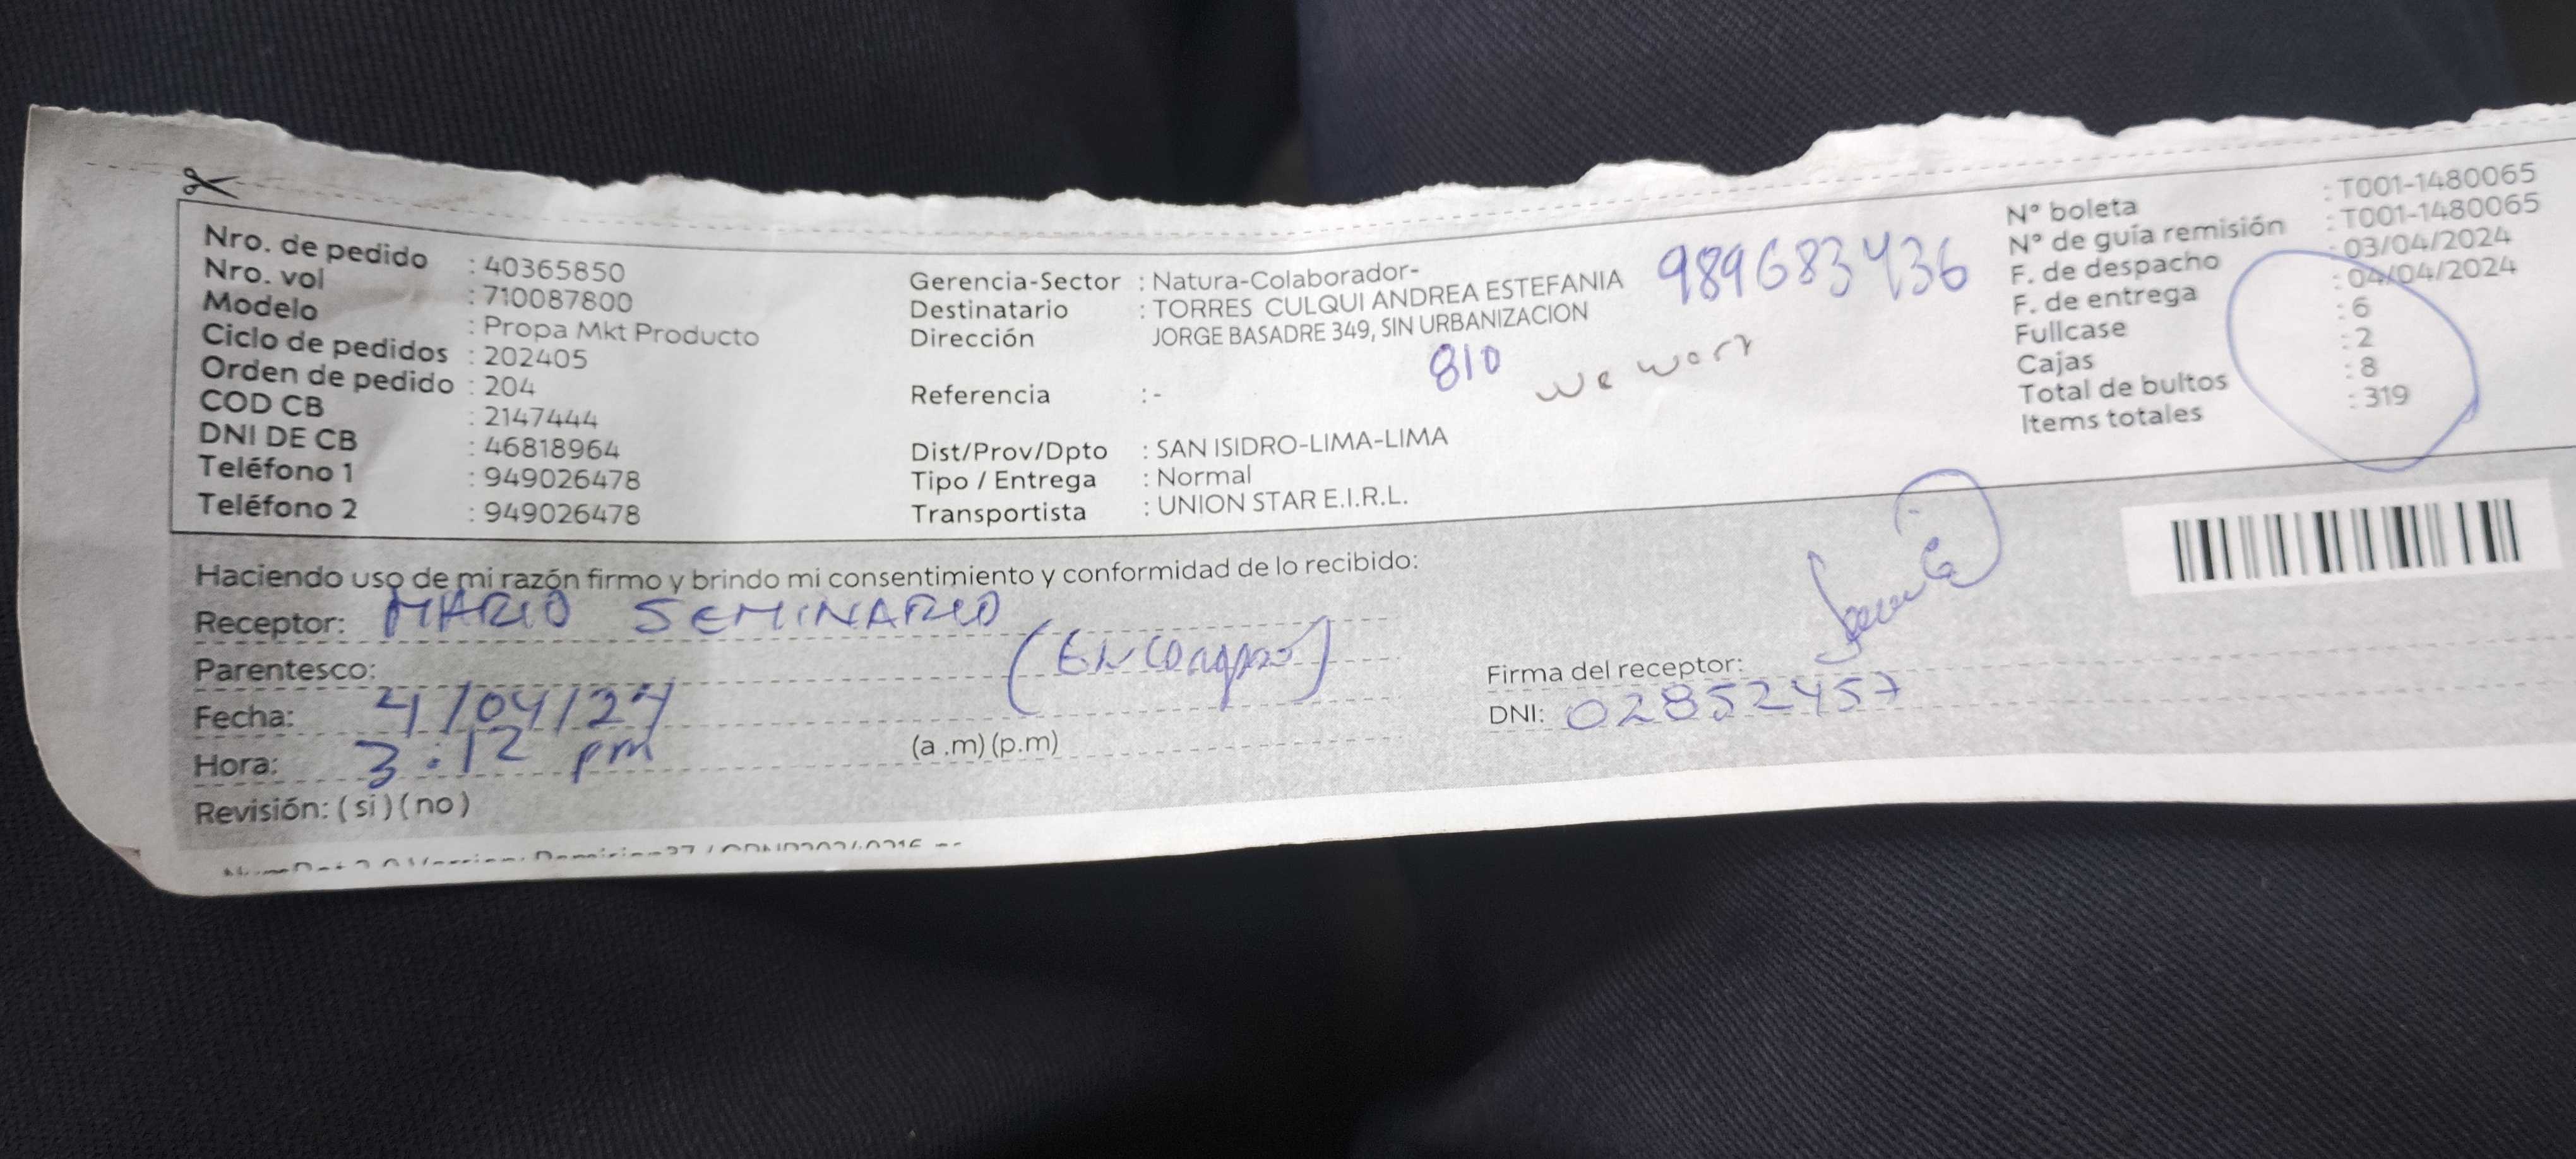 Nro. de pedido : 40365850
Nro. vol : 710087800
Modelo : Propa Mkt Producto
Ciclo de pedidos : 202405
Orden de pedido : 204
COD CB : 2147444
DNI DE CB : 46818964
Teléfono 1 : 949026478
Teléfono 2 : 949026478
Gerencia-Sector : Natura-Colaborador-
Destinatario : TORRES CULQUI ANDREA ESTEFANIA
989683436
Dirección JORGE BASADRE 349, SIN URBANIZACION
810 we work
Referencia : -
Dist/Prov/Dpto : SAN ISIDRO-LIMA-LIMA
Tipo / Entrega : Normal
Transportista : UNION STAR E.I.R.L.
N° boleta : T001-1480065
N° de guía remisión : T001-1480065
F. de despacho : 03/04/2024
F. de entrega : 04/04/2024
Fullcase : 6
Cajas : 2
Total de bultos : 8
Items totales : 319
Haciendo uso de mi razón firmo y brindo mi consentimiento y conformidad de lo recibido:
Receptor: MARIO SEMINARIO
Parentesco:
Fecha: 4/04/24
Hora: 3:12 pm (a .m) (p.m)
Revisión: ( si ) ( no )
Firma del receptor:
DNI: 02852457